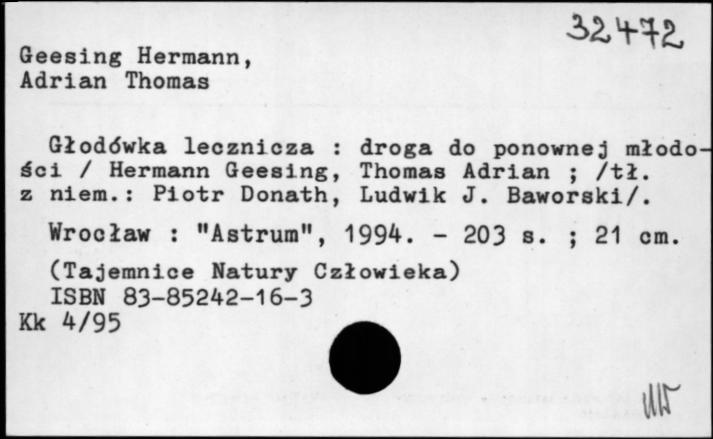 32472
Geesing Hermann,
Adrian Thomas
Głodówka lecznicza : droga do ponownej młodo-
ści / Hermann Geesing, Thomas Adrian ; /tł.
z niem.: Piotr Donath, Ludwik J. Baworski/.
Wrocław : "Astrum", 1994. - 203 s. ; 21 cm.
(Tajemnice Natury Człowieka)
ISBN 83-85242-16-3
Kk 4/95